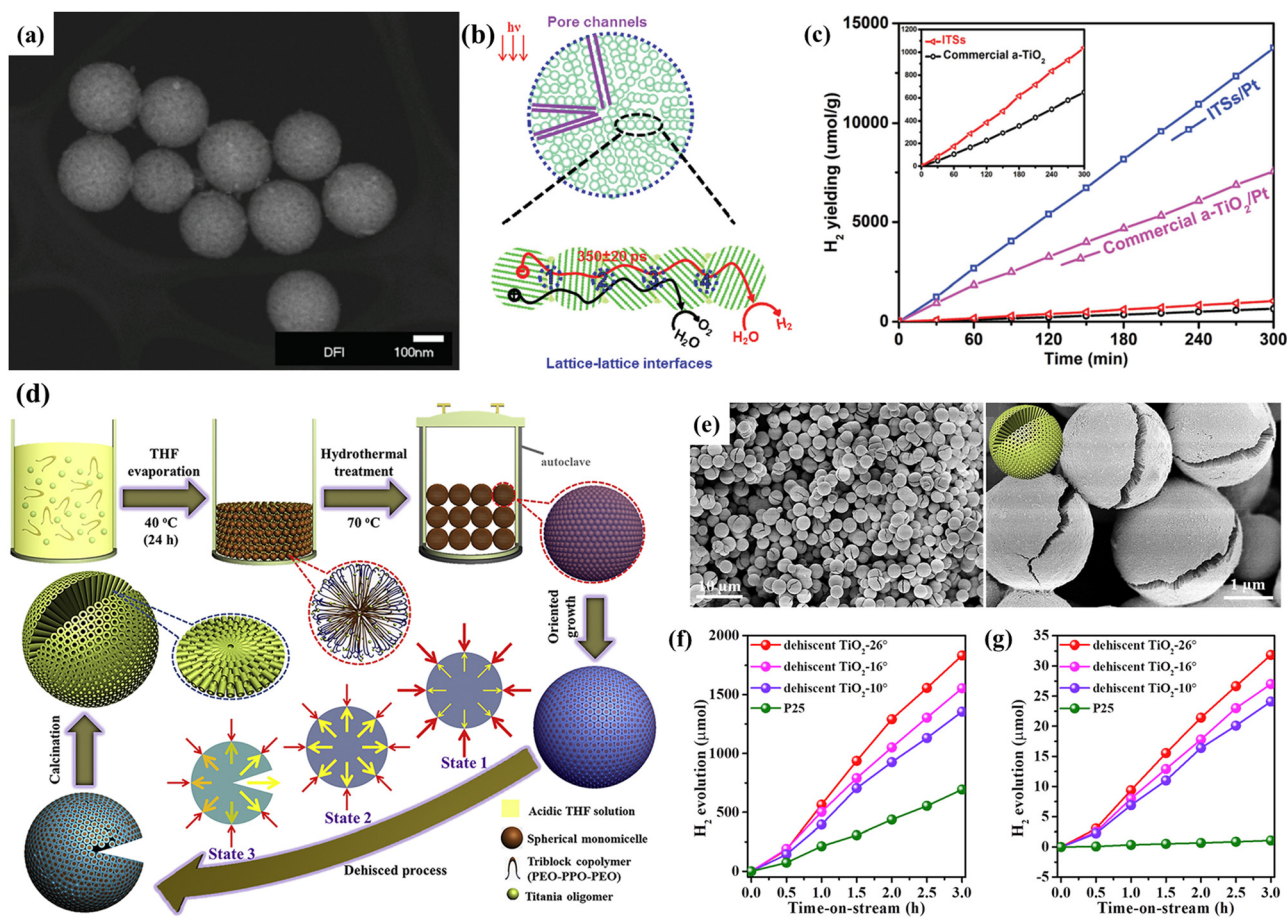 (a)
DFI
100nm
(b)
hν
Pore channels
350±20 ps
1
2
3
4
O₂
H₂O
H₂O
H₂
Lattice-lattice interfaces
(c)
15000
10000
5000
0
H₂ yielding (umol/g)
0
60
120
180
240
300
Time (min)
1200
1000
800
600
400
200
0
0
60
120
180
240
300
ITSs
Commercial a-TiO₂
ITSs/Pt
Commercial a-TiO₂/Pt
(d)
THF
evaporation
40 °C
(24 h)
Hydrothermal
treatment
70 °C
autoclave
Oriented
growth
Calcination
State 1
State 2
State 3
Dehisced process
Acidic THF solution
Spherical monomicelle
Triblock copolymer
(PEO-PPO-PEO)
Titania oligomer
(e)
10 μm
1 μm
(f)
2000
1500
1000
500
0
H₂ evolution (μmol)
0.0 0.5 1.0 1.5 2.0 2.5 3.0
Time-on-stream (h)
dehiscent TiO₂-26°
dehiscent TiO₂-16°
dehiscent TiO₂-10°
P25
(g)
35
30
25
20
15
10
5
0
-5
H₂ evolution (μmol)
0.0 0.5 1.0 1.5 2.0 2.5 3.0
Time-on-stream (h)
dehiscent TiO₂-26°
dehiscent TiO₂-16°
dehiscent TiO₂-10°
P25